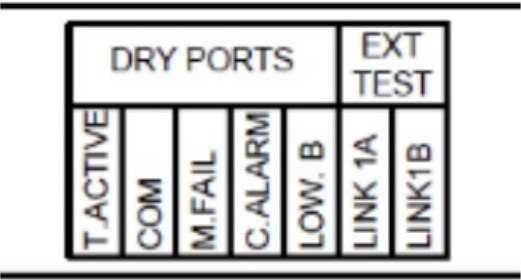 DRY PORTS
EXT
TEST
T.ACTIVE
COM
M.FAIL
C.ALARM
LOW. B
LINK 1A
LINK1B